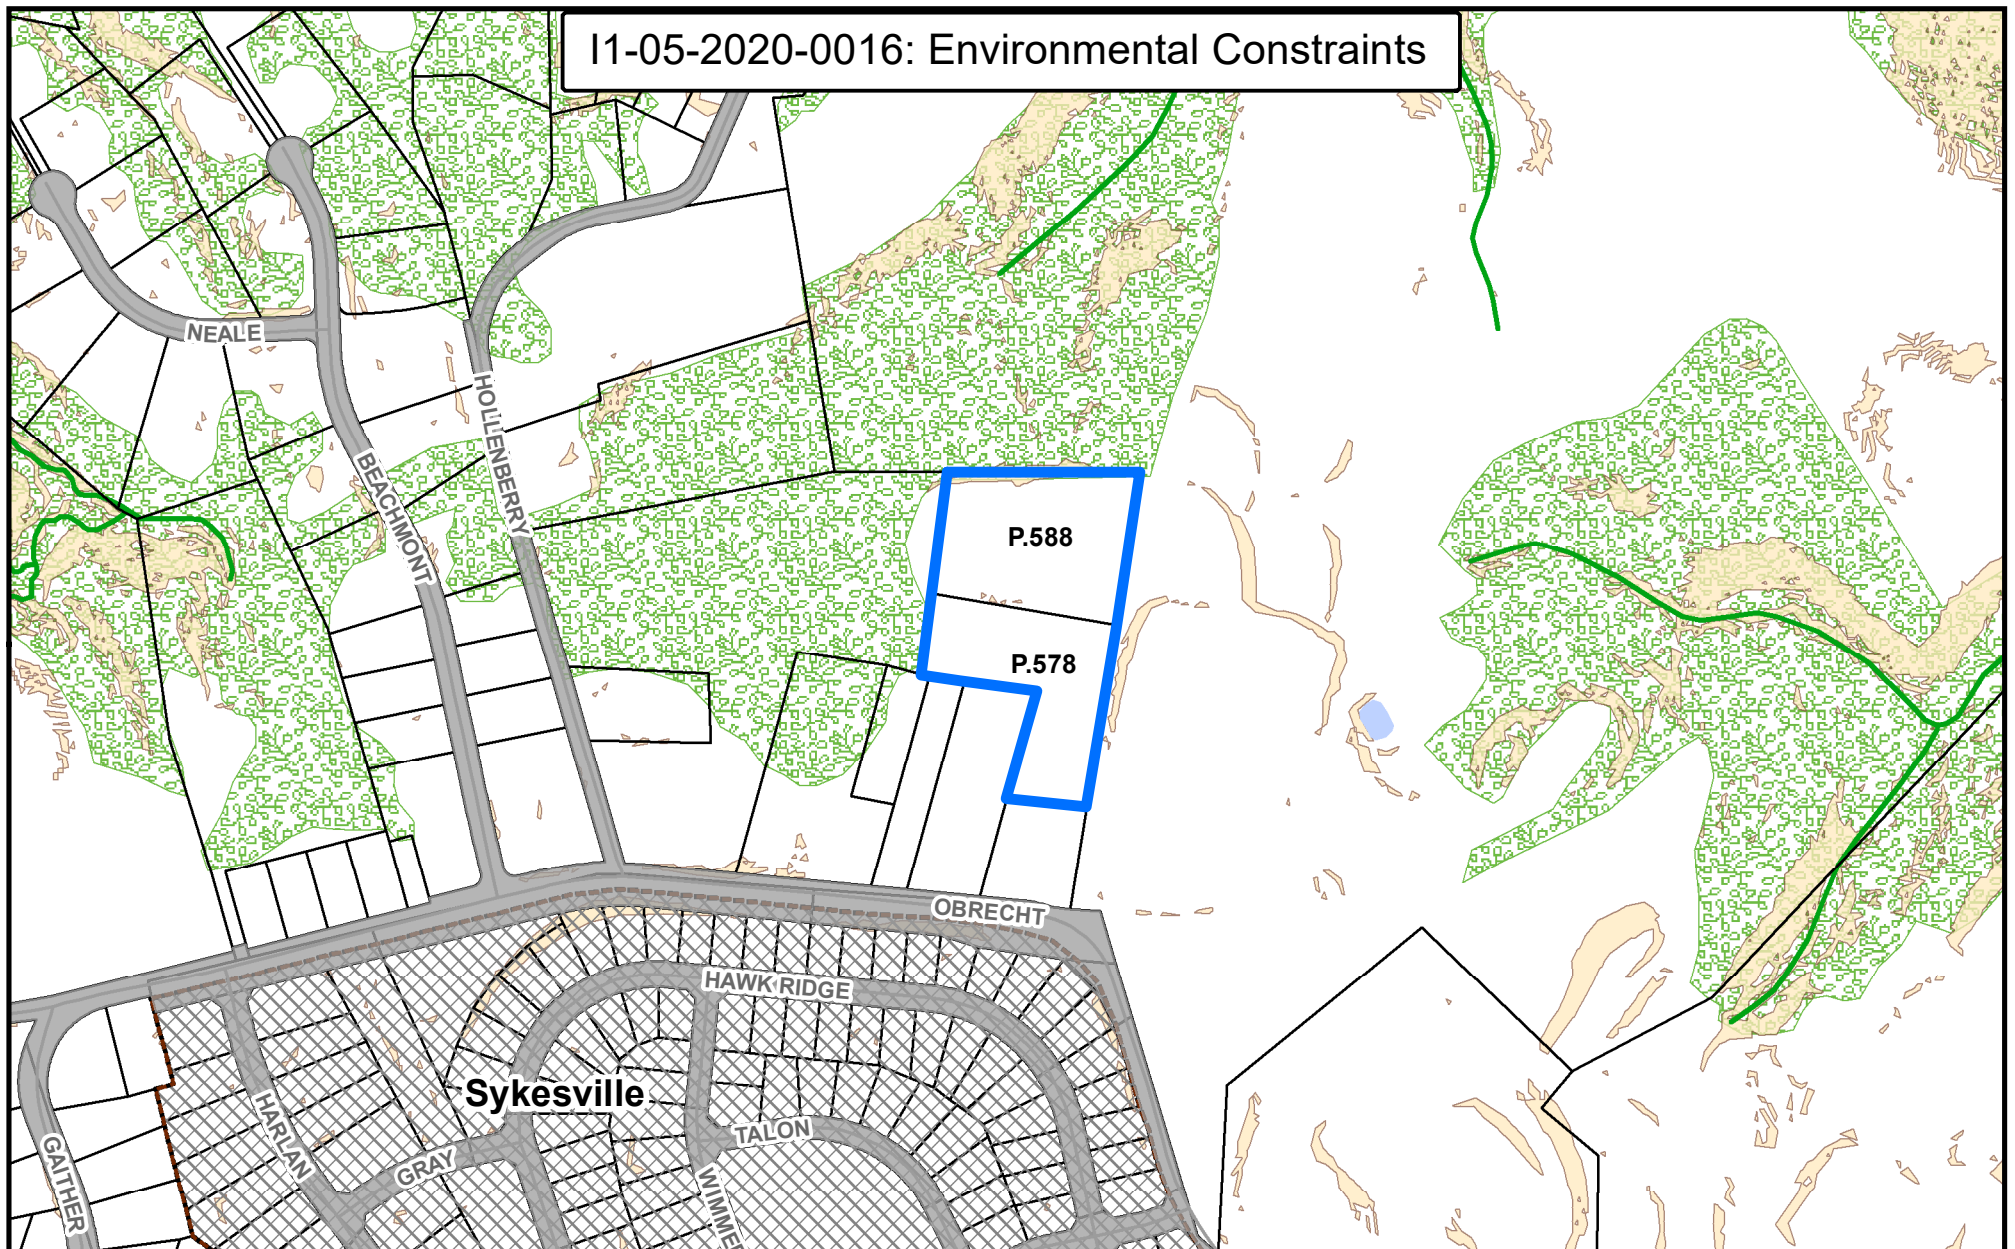 I1-05-2020-0016: Environmental Constraints
NEALE
HOLLENBERRY
BEACHMONT
P.588
P.578
OBRECHT
HAWK RIDGE
Sykesville
HARLAN
TALON
GRAY
GAITHER
WIMMER